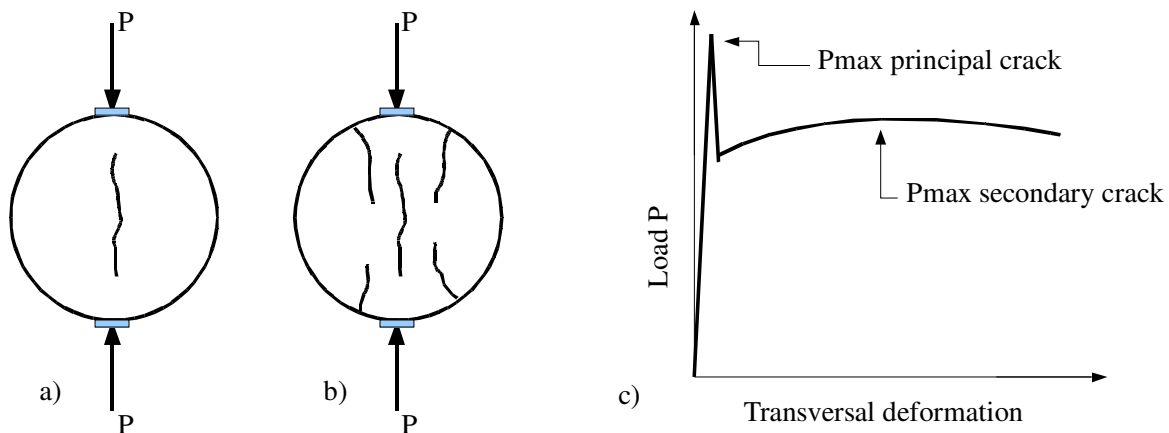 P
P
Pmax principal crack
Pmax secondary crack
Load P
a)
b)
c)
P
P
Transversal deformation